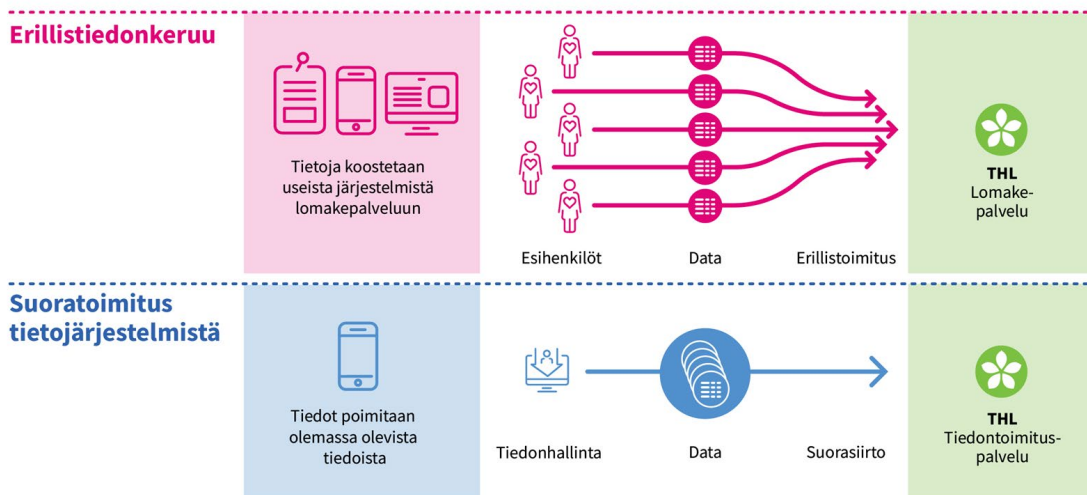 Erillistiedonkeruu
Tietoja koostetaan
useista järjestelmistä
lomakepalveluun
Esihenkilöt
Data
Erillistoimitus
THL
Lomake-
palvelu
Suoratoimitus
tietojärjestelmistä
Tiedot poimitaan
olemassa olevista
tiedoista
Tiedonhallinta
Data
Suorasiirto
THL
Tiedontoimitus-
palvelu